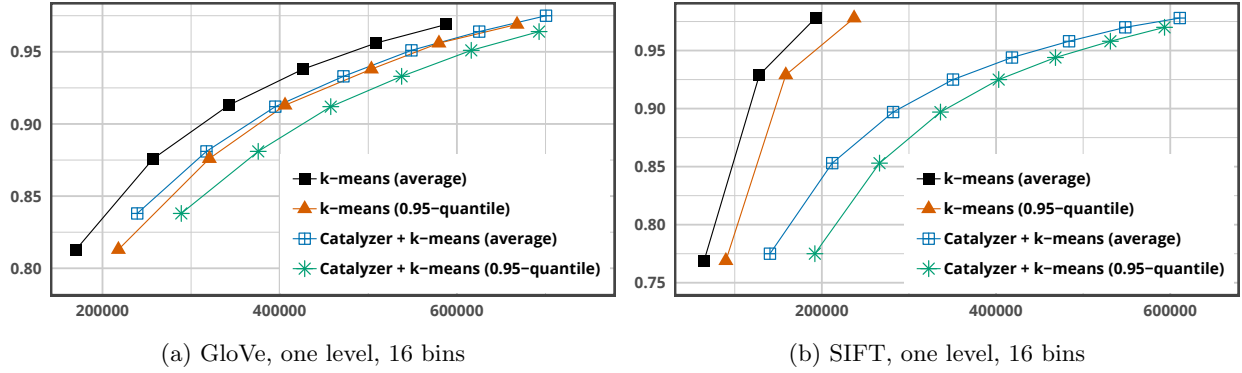 0.95
0.90
0.85
0.80
k−means (average)
k−means (0.95−quantile)
Catalyzer + k−means (average)
Catalyzer + k−means (0.95−quantile)
200000 400000 600000
(a) GloVe, one level, 16 bins
0.95
0.90
0.85
0.80
0.75
k−means (average)
k−means (0.95−quantile)
Catalyzer + k−means (average)
Catalyzer + k−means (0.95−quantile)
200000 400000 600000
(b) SIFT, one level, 16 bins